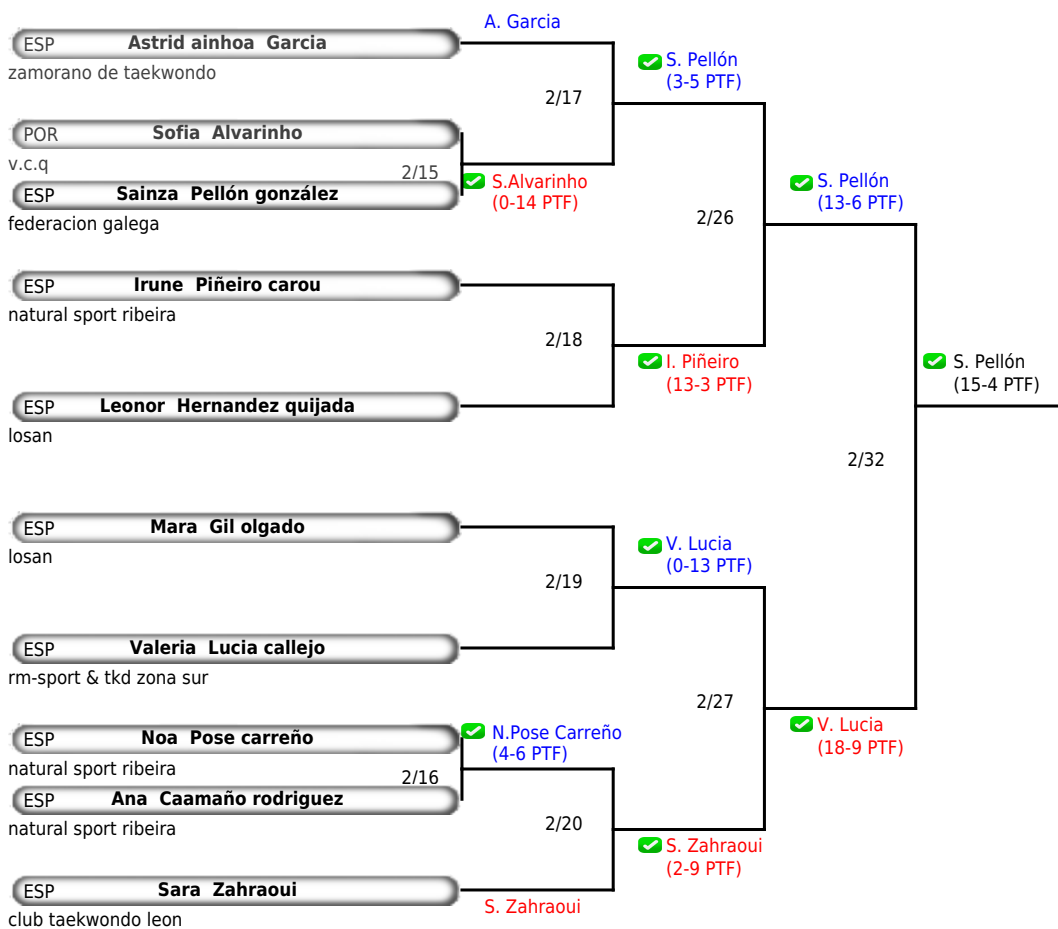 A. Garcia
ESP Astrid ainhoa Garcia
zamorano de taekwondo
S. Pellón
(3-5 PTF)
2/17
POR Sofia Alvarinho
v.c.q
2/15
ESP Sainza Pellón gonzález
federacion galega
S.Alvarinho
(0-14 PTF)
S. Pellón
(13-6 PTF)
2/26
ESP Irune Piñeiro carou
natural sport ribeira
2/18
I. Piñeiro
(13-3 PTF)
S. Pellón
(15-4 PTF)
ESP Leonor Hernandez quijada
losan
2/32
ESP Mara Gil olgado
losan
V. Lucia
(0-13 PTF)
2/19
ESP Valeria Lucia callejo
rm-sport & tkd zona sur
2/27
V. Lucia
(18-9 PTF)
ESP Noa Pose carreño
natural sport ribeira
N.Pose Carreño
(4-6 PTF)
2/16
ESP Ana Caamaño rodriguez
natural sport ribeira
2/20
S. Zahraoui
(2-9 PTF)
ESP Sara Zahraoui
club taekwondo leon
S. Zahraoui